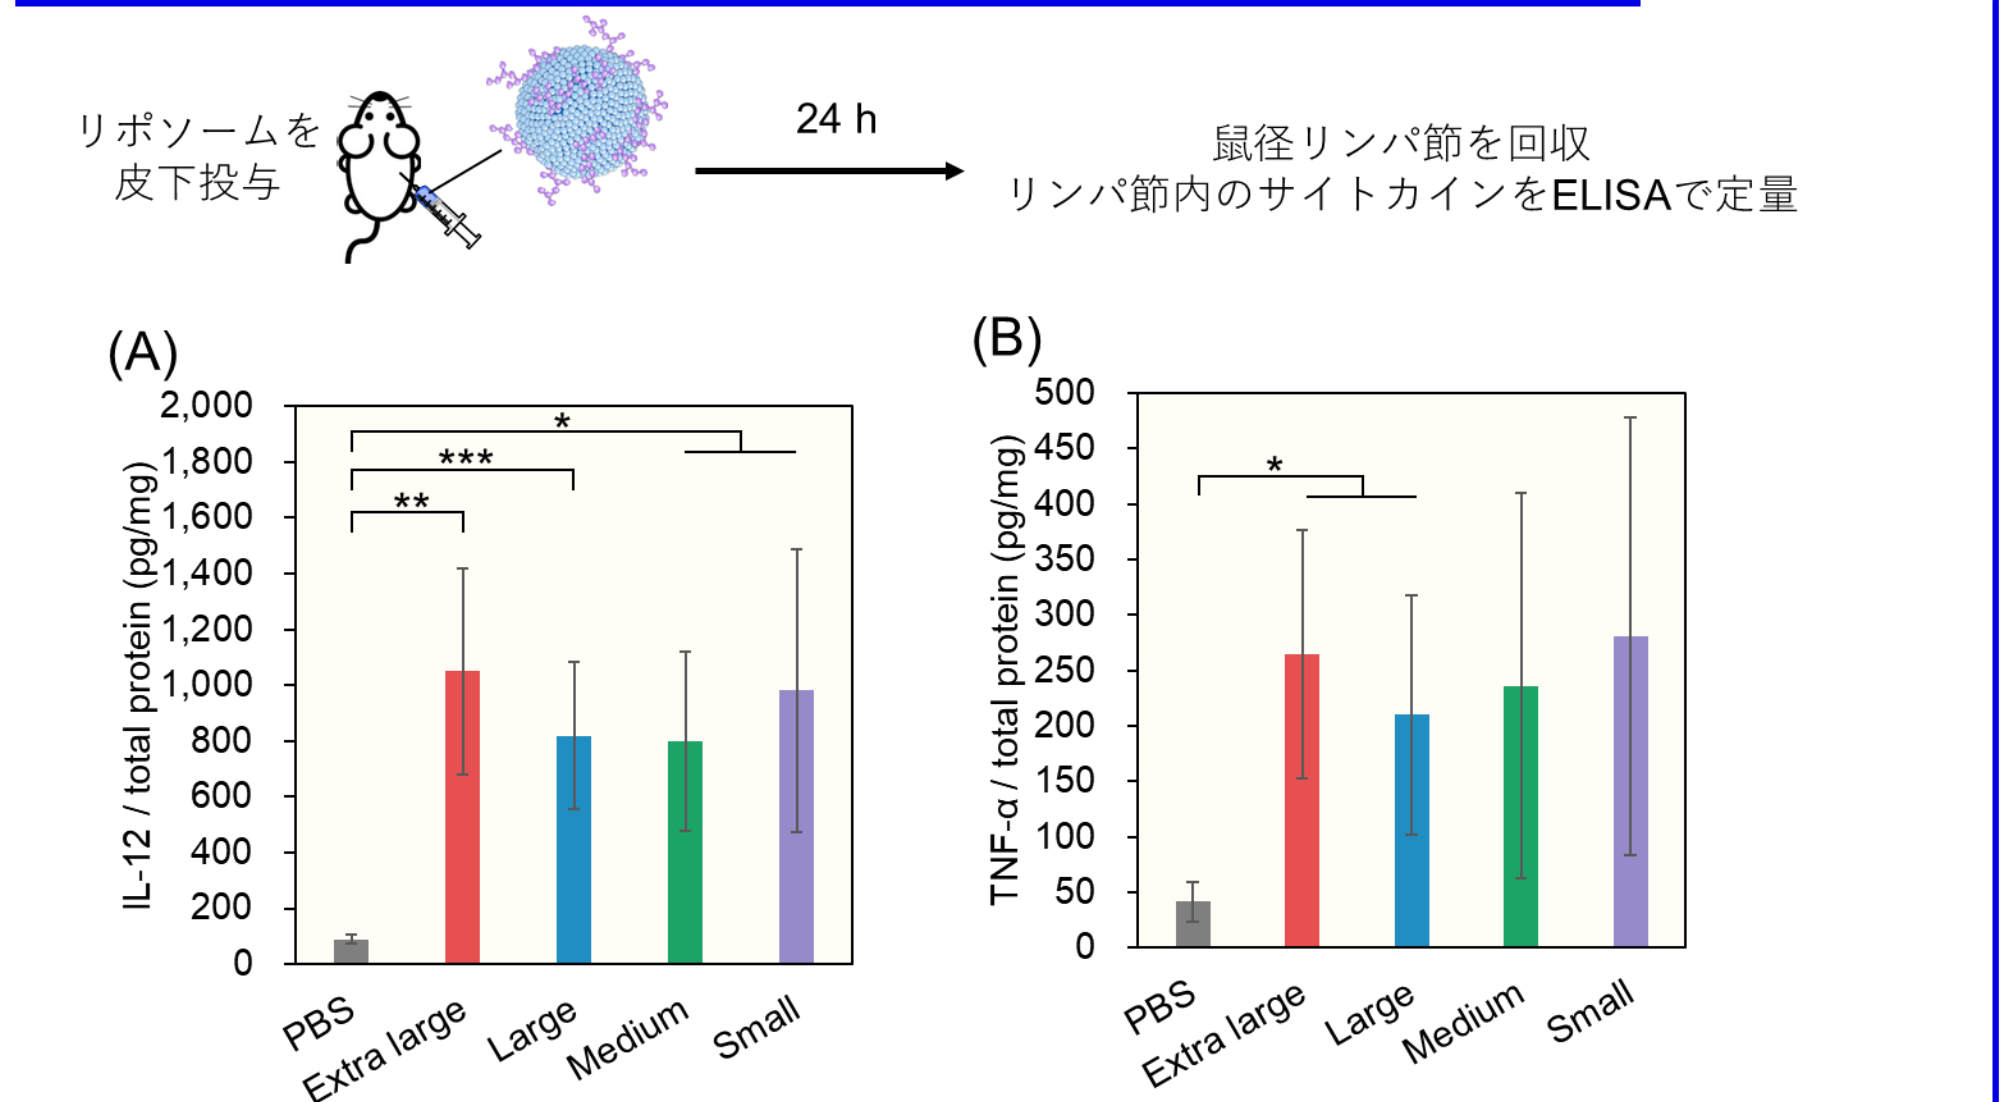 リポソームを
皮下投与
24 h
鼠径リンパ節を回収
リンパ節内のサイトカインをELISAで定量
(A)
IL-12 / total protein (pg/mg)
2,000
1,800
1,600
1,400
1,200
1,000
800
600
400
200
0
*
***
**
PBS
Extra large
Large
Medium
Small
(B)
TNF-α / total protein (pg/mg)
500
450
400
350
300
250
200
150
100
50
0
*
PBS
Extra large
Large
Medium
Small